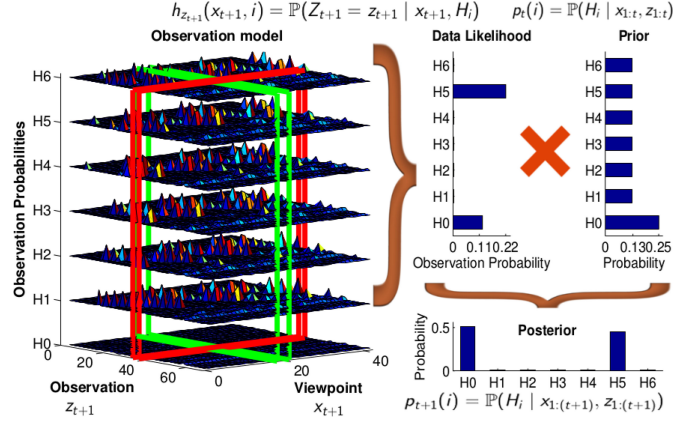 h_{z_{t+1}}(x_{t+1}, i) = ℙ(Z_{t+1} = z_{t+1} | x_{t+1}, H_i)
p_t(i) = ℙ(H_i | x_{1:t}, z_{1:t})
Observation model
Observation Probabilities
H6
H5
H4
H3
H2
H1
H0
0
20
40
60
Observation
z_{t+1}
0
20
40
Viewpoint
x_{t+1}
Data Likelihood
H6
H5
H4
H3
H2
H1
H0
0 0.110.22
Observation Probability
Prior
H6
H5
H4
H3
H2
H1
H0
0 0.130.25
Probability
Posterior
Probability
0.5
0
H0 H1 H2 H3 H4 H5 H6
p_{t+1}(i) = ℙ(H_i | x_{1:(t+1)}, z_{1:(t+1)})